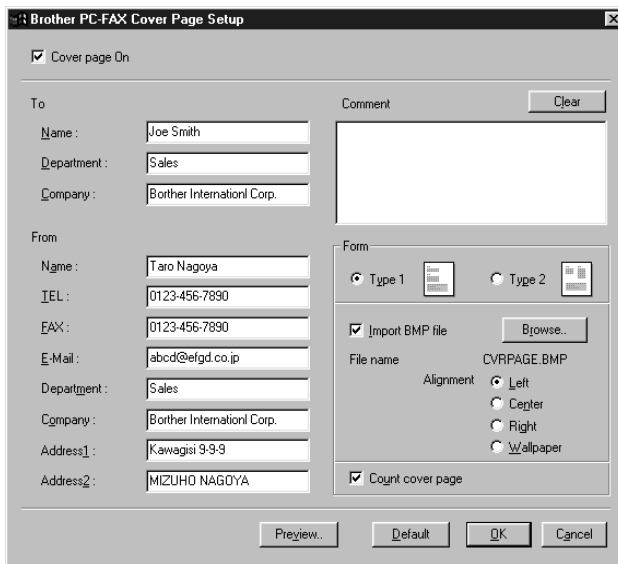 Brother PC-FAX Cover Page Setup
Cover page On
To
Name : Joe Smith
Department : Sales
Company : Borther Internationl Corp.
Comment
Clear
From
Name : Taro Nagoya
TEL : 0123-456-7890
FAX : 0123-456-7890
E-Mail : abcd@efgd.co.jp
Department : Sales
Company : Borther Internationl Corp.
Address1 : Kawagisi 9-9-9
Address2 : MIZUHO NAGOYA
Form
Type 1 Type 2
Import BMP file Browse..
File name CVRPAGE.BMP
Alignment Left
Center
Right
Wallpaper
Count cover page
Preview.. Default OK Cancel